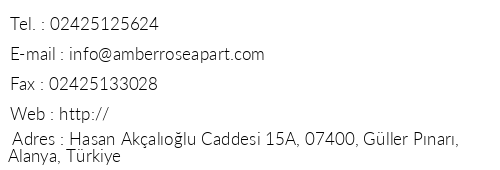 Tel. : 02425125624
E-mail : info@amberroseapart.com
Fax : 02425133028
Web : http://
Adres : Hasan Akçalıoğlu Caddesi 15A, 07400, Güller Pınarı,
Alanya, Türkiye